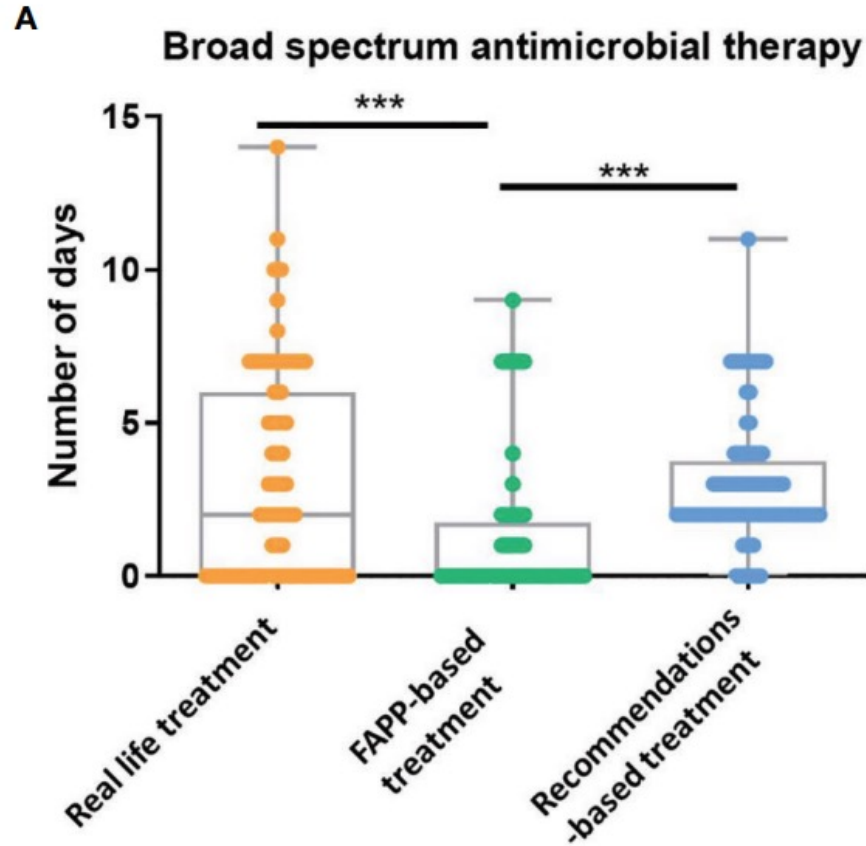 A
Broad spectrum antimicrobial therapy
***
***
15
10
5
0
Number of days
Real life treatment
FAPP-based
treatment
Recommendations
-based treatment